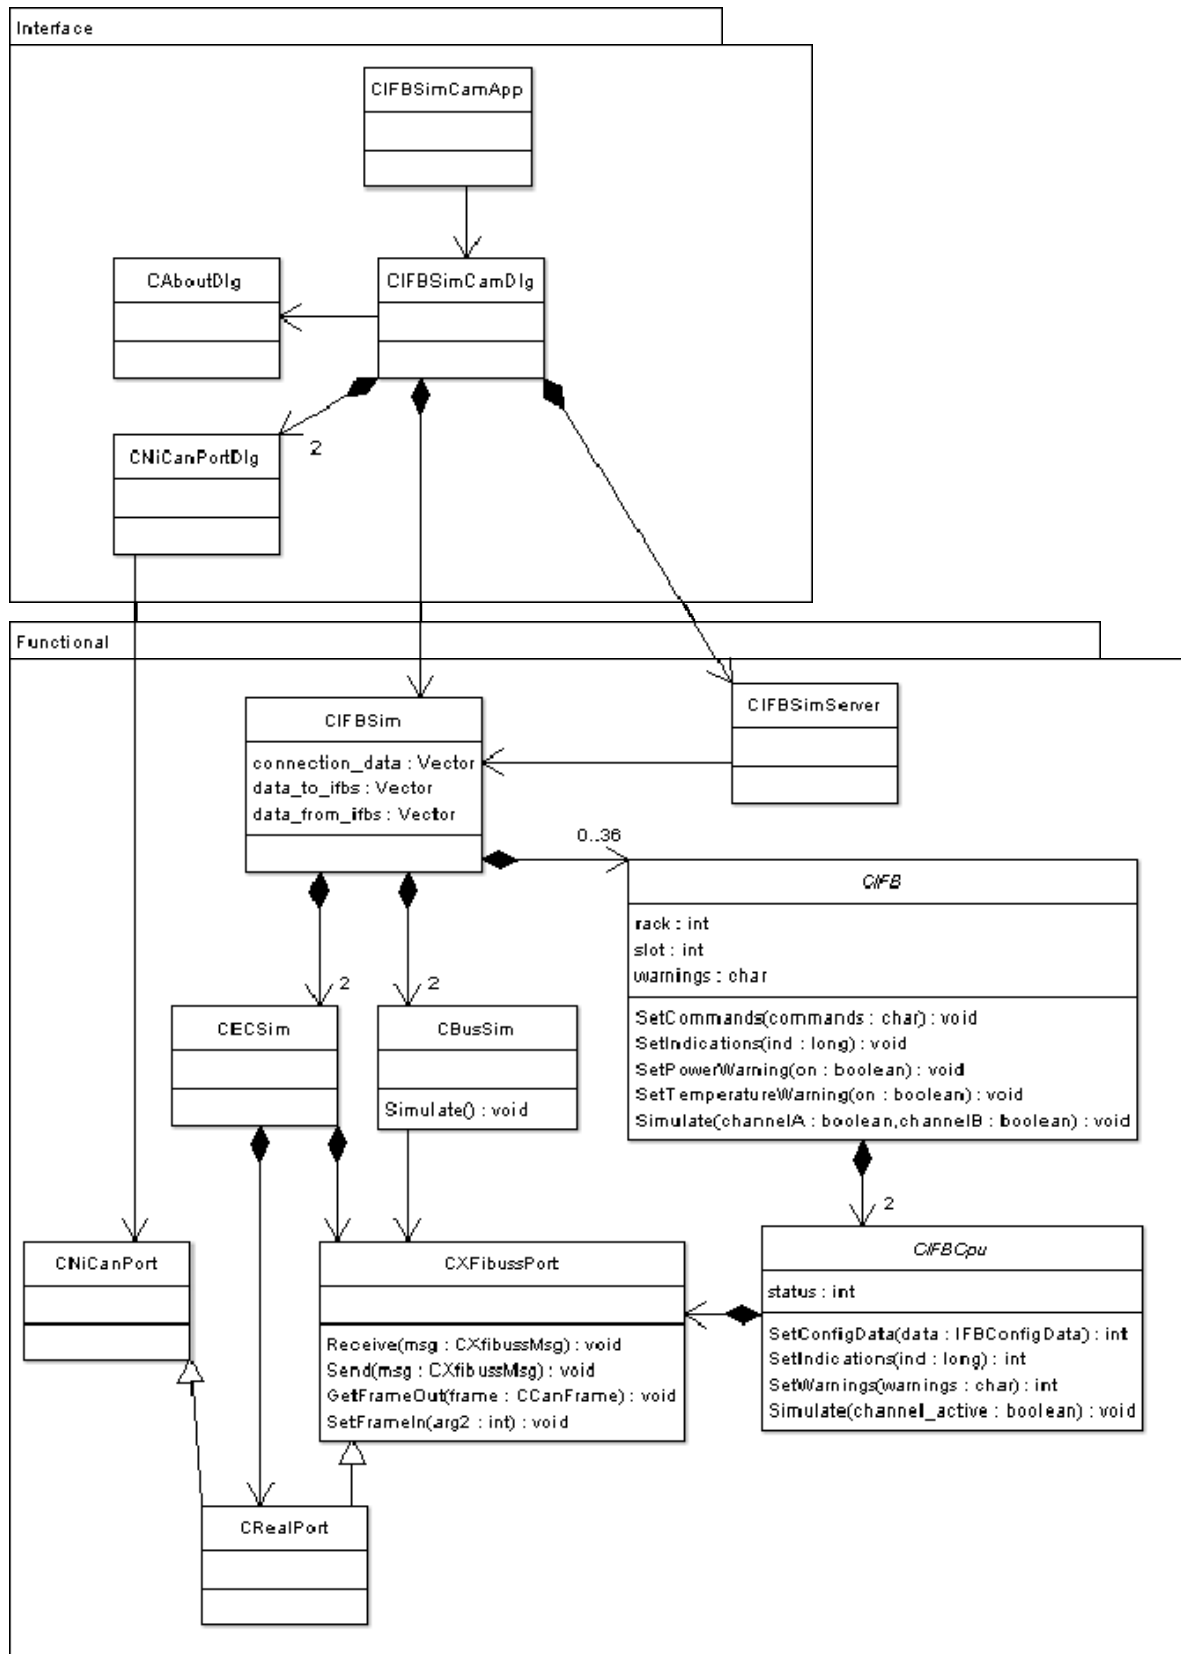 Interface
CIFBSimCamApp
CAboutDlg
CIFBSimCamDlg
CNiCanPortDlg
2
Functional
CIFBSim
connection_data : Vector
data_to_ifbs : Vector
data_from_ifbs : Vector
CIFBSimServer
0..36
CIFB
rack : int
slot : int
warnings : char
SetCommands(commands : char) : void
SetIndications(ind : long) : void
SetPowerWarning(on : boolean) : void
SetTemperatureWarning(on : boolean) : void
Simulate(channelA : boolean,channelB : boolean) : void
2
2
CECSim
CBusSim
Simulate() : void
2
CNiCanPort
CXFibussPort
Receive(msg : CXfibussMsg) : void
Send(msg : CXfibussMsg) : void
GetFrameOut(frame : CCanFrame) : void
SetFrameIn(arg2 : int) : void
CIFBCpu
status : int
SetConfigData(data : IFBConfigData) : int
SetIndications(ind : long) : int
SetWarnings(warnings : char) : int
Simulate(channel_active : boolean) : void
CRealPort